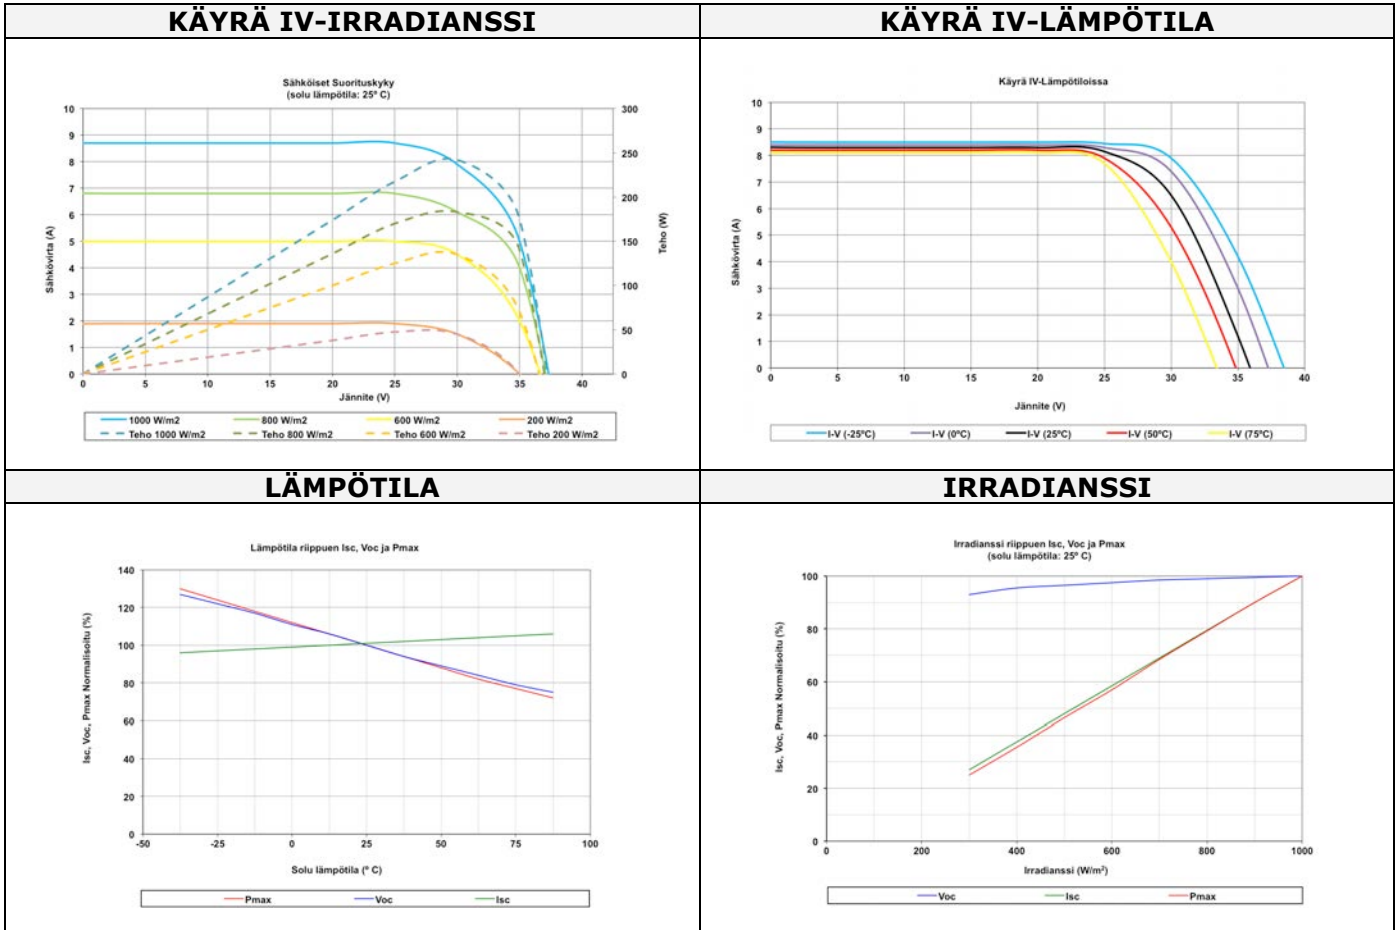 KÄYRÄ IV-IRRADIANSSI
KÄYRÄ IV-LÄMPÖTILA
Sähköiset Suorituskyky
(solu lämpötila: 25º C)
10
9
8
7
6
5
4
3
2
1
0
Sähkövirta (A)
300
250
200
150
100
50
0
Teho (W)
0 5 10 15 20 25 30 35 40
Jännite (V)
1000 W/m2 800 W/m2 600 W/m2 200 W/m2
Teho 1000 W/m2 Teho 800 W/m2 Teho 600 W/m2 Teho 200 W/m2
Käyrä IV-Lämpötiloissa
10
9
8
7
6
5
4
3
2
1
0
Sähkövirta (A)
0 5 10 15 20 25 30 35 40
Jännite (V)
I-V (-25ºC) I-V (0ºC) I-V (25ºC) I-V (50ºC) I-V (75ºC)
LÄMPÖTILA
IRRADIANSSI
Lämpötila riippuen Isc, Voc ja Pmax
140
120
100
80
60
40
20
0
Isc, Voc, Pmax Normalisoitu (%)
-50 -25 0 25 50 75 100
Solu lämpötila (º C)
Pmax Voc Isc
Irradianssi riippuen Isc, Voc ja Pmax
(solu lämpötila: 25º C)
100
80
60
40
20
0
Isc, Voc, Pmax Normalisoitu (%)
0 200 400 600 800 1000
Irradianssi (W/m²)
Voc Isc Pmax